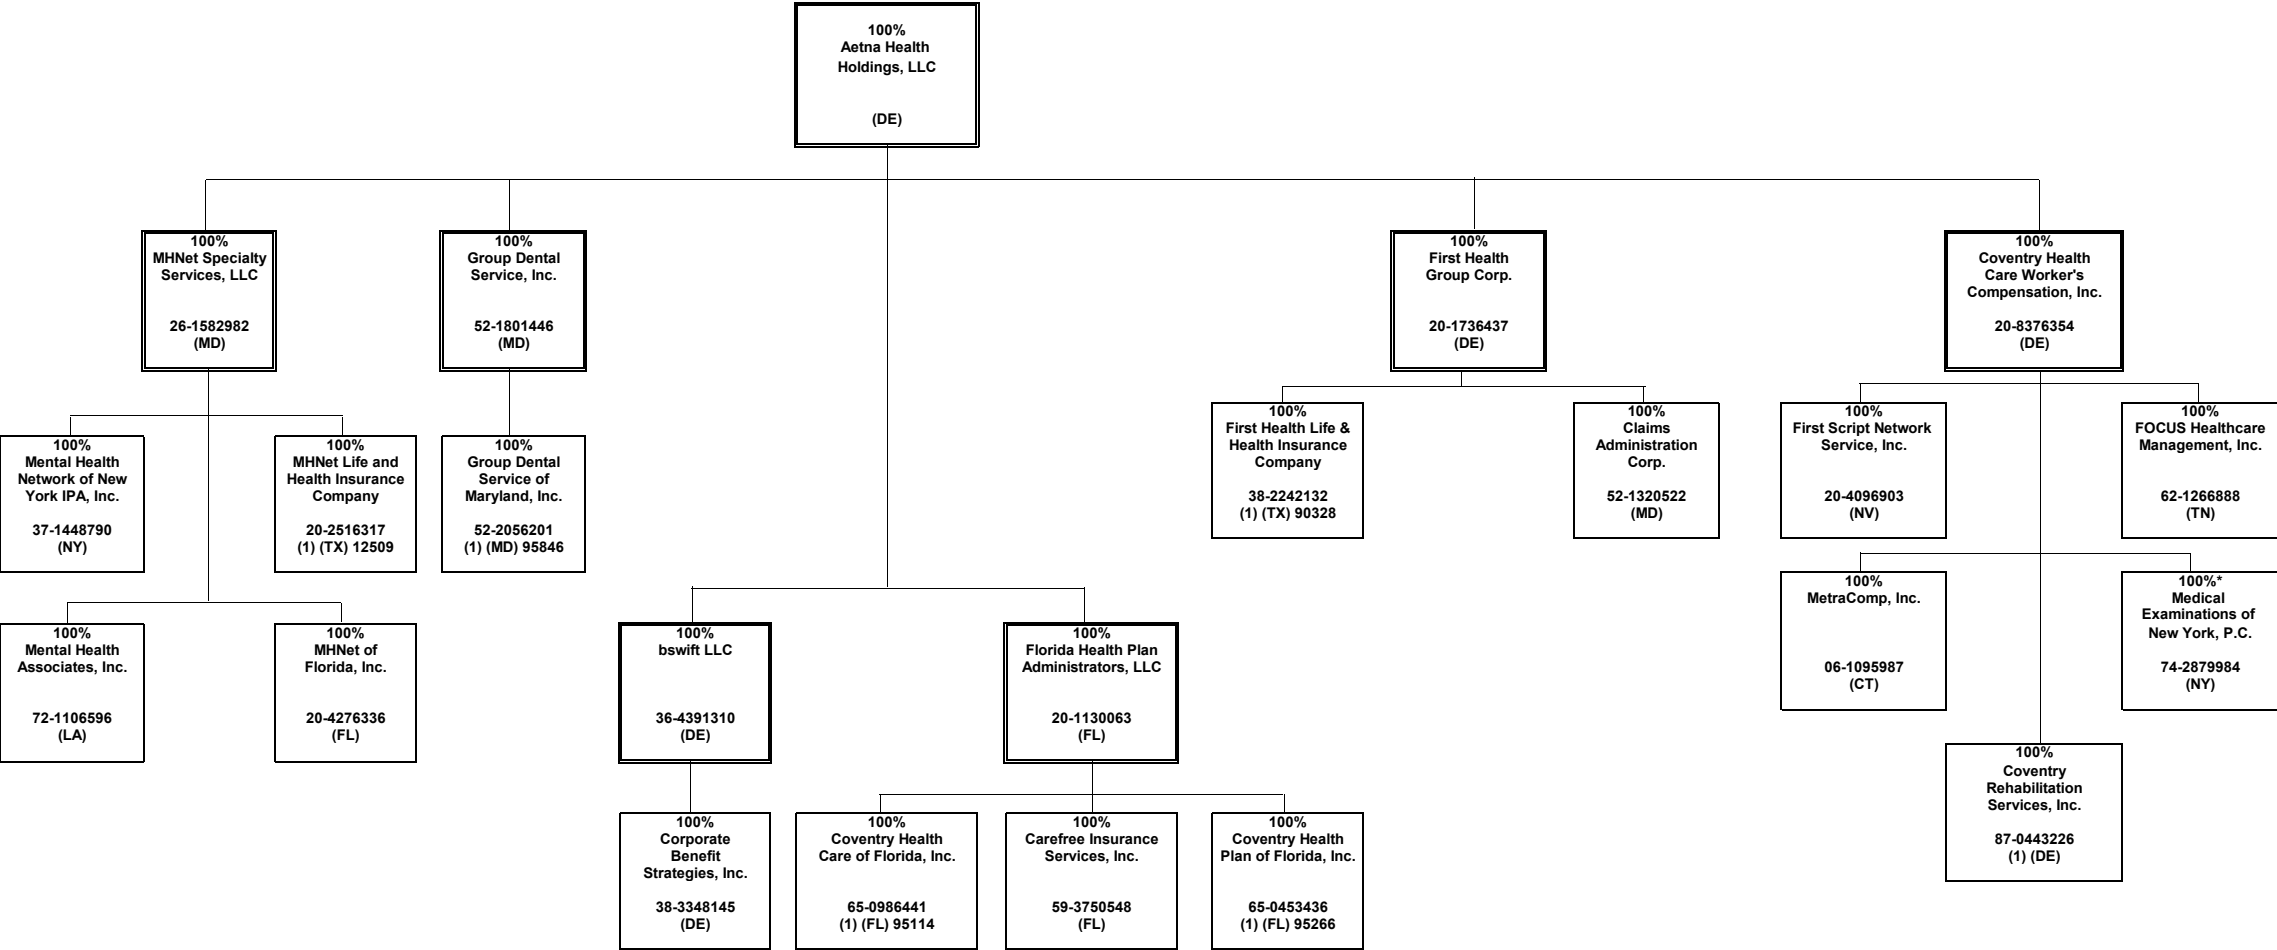 100%
Aetna Health
Holdings, LLC
(DE)
100%
MHNet Specialty
Services, LLC
26-1582982
(MD)
100%
Group Dental
Service, Inc.
52-1801446
(MD)
100%
First Health
Group Corp.
20-1736437
(DE)
100%
Coventry Health
Care Worker's
Compensation, Inc.
20-8376354
(DE)
100%
Mental Health
Network of New
York IPA, Inc.
37-1448790
(NY)
100%
MHNet Life and
Health Insurance
Company
20-2516317
(1) (TX) 12509
100%
Group Dental
Service of
Maryland, Inc.
52-2056201
(1) (MD) 95846
100%
First Health Life &
Health Insurance
Company
38-2242132
(1) (TX) 90328
100%
Claims
Administration
Corp.
52-1320522
(MD)
100%
First Script Network
Service, Inc.
20-4096903
(NV)
100%
FOCUS Healthcare
Management, Inc.
62-1266888
(TN)
100%
Mental Health
Associates, Inc.
72-1106596
(LA)
100%
MHNet of
Florida, Inc.
20-4276336
(FL)
100%
bswift LLC
36-4391310
(DE)
100%
Florida Health Plan
Administrators, LLC
20-1130063
(FL)
100%
MetraComp, Inc.
06-1095987
(CT)
100%*
Medical
Examinations of
New York, P.C.
74-2879984
(NY)
100%
Coventry
Rehabilitation
Services, Inc.
87-0443226
(1) (DE)
100%
Corporate
Benefit
Strategies, Inc.
38-3348145
(DE)
100%
Coventry Health
Care of Florida, Inc.
65-0986441
(1) (FL) 95114
100%
Carefree Insurance
Services, Inc.
59-3750548
(FL)
100%
Coventry Health
Plan of Florida, Inc.
65-0453436
(1) (FL) 95266